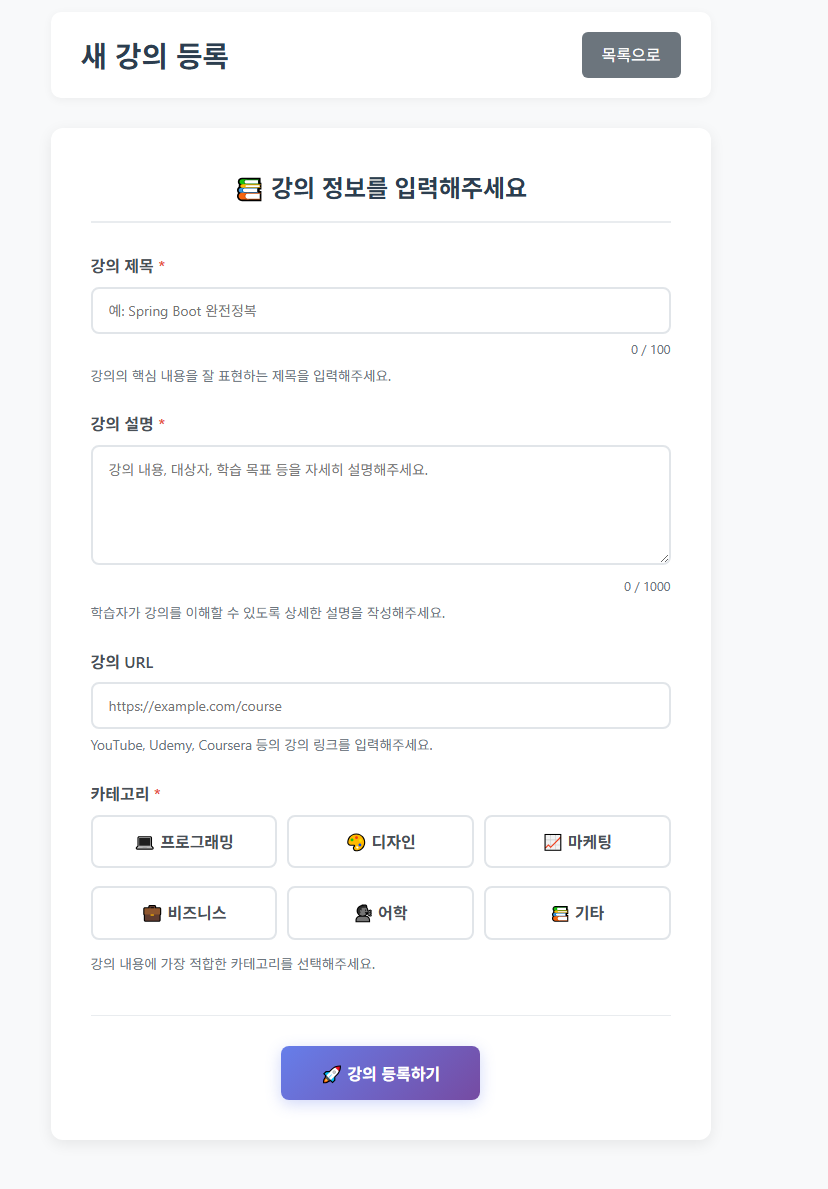 새 강의 등록
목록으로
📚 강의 정보를 입력해주세요
강의 제목 *
예: Spring Boot 완전정복
0 / 100
강의의 핵심 내용을 잘 표현하는 제목을 입력해주세요.
강의 설명 *
강의 내용, 대상자, 학습 목표 등을 자세히 설명해주세요.
0 / 1000
학습자가 강의를 이해할 수 있도록 상세한 설명을 작성해주세요.
강의 URL
https://example.com/course
YouTube, Udemy, Coursera 등의 강의 링크를 입력해주세요.
카테고리 *
💻 프로그래밍
🎨 디자인
📈 마케팅
💼 비즈니스
🗣 어학
📚 기타
강의 내용에 가장 적합한 카테고리를 선택해주세요.
🚀 강의 등록하기